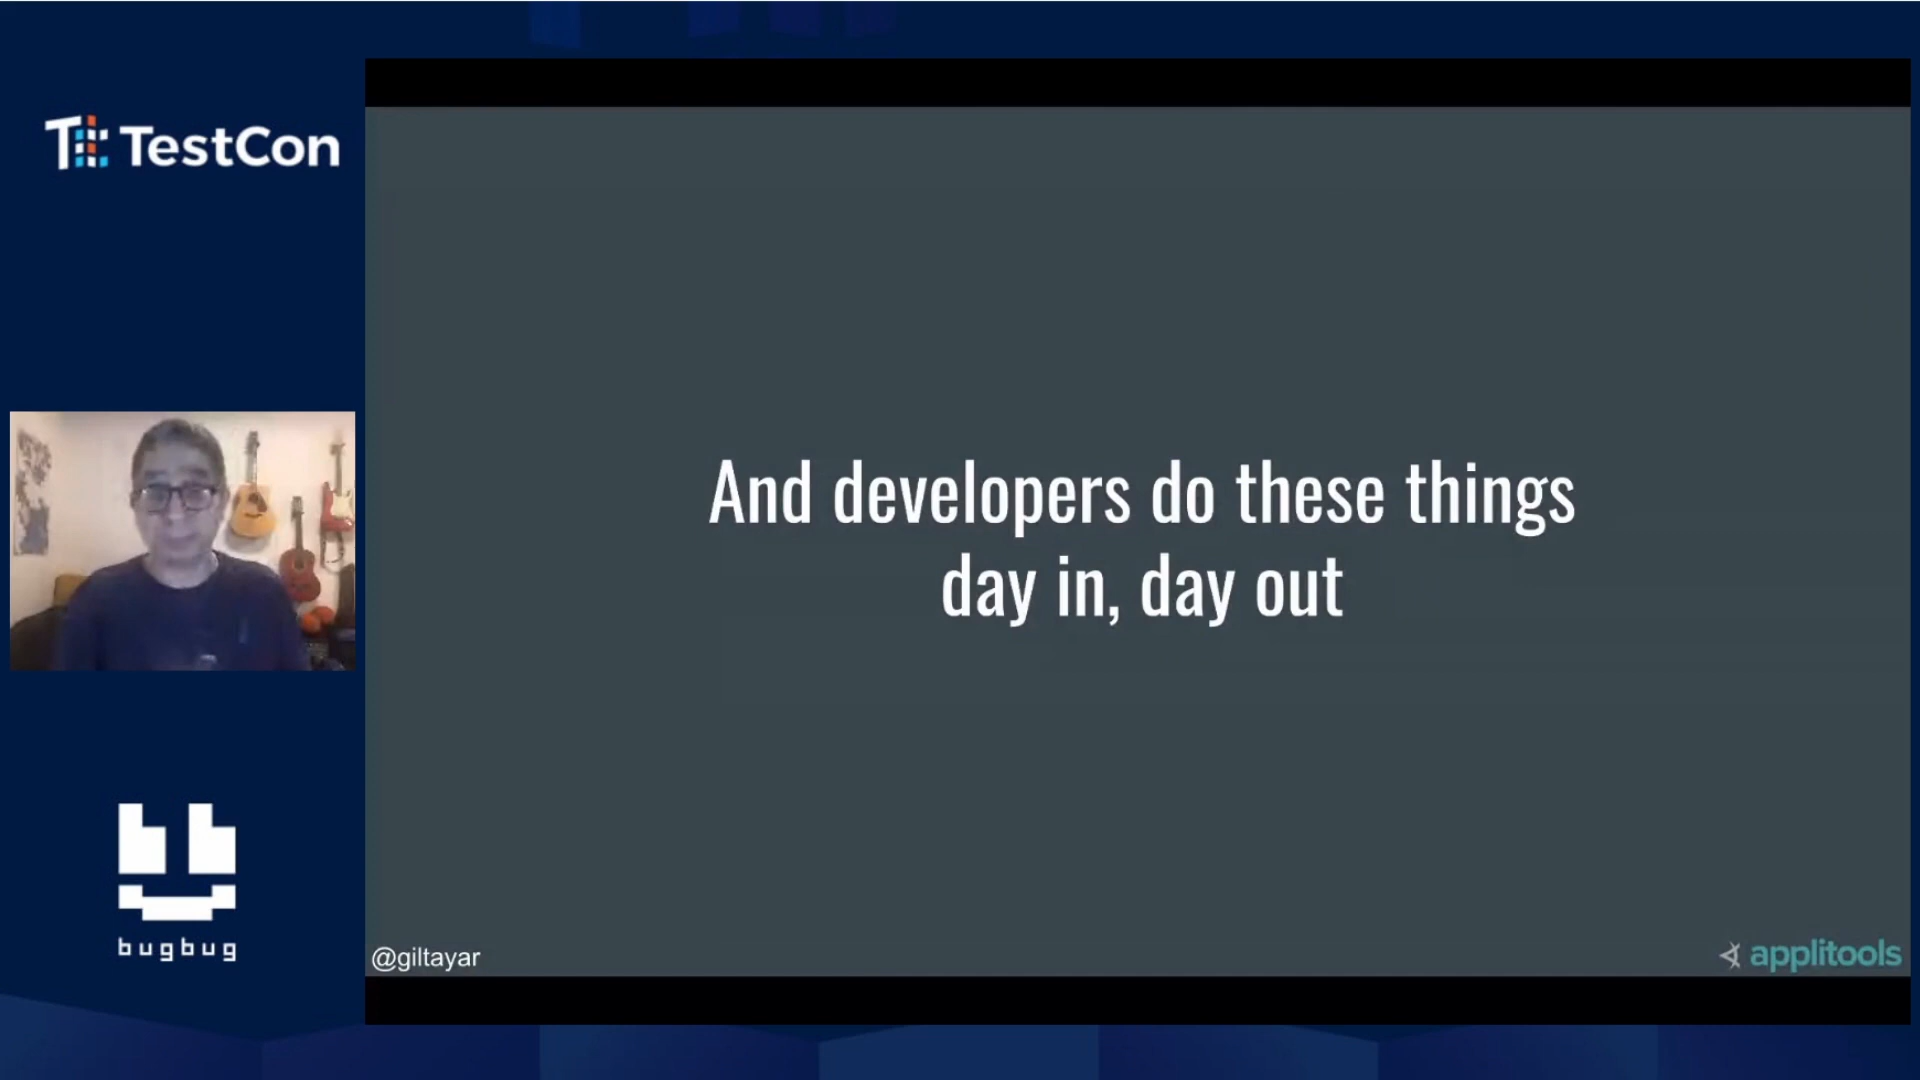 TestCon
And developers do these things
day in, day out
bugbug
@giltayar
applitools